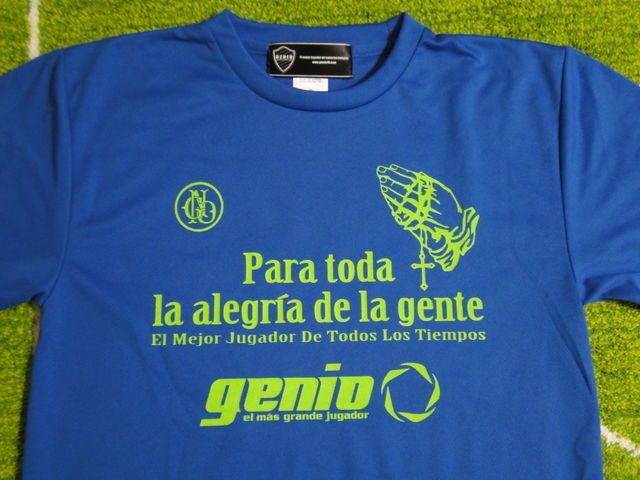 GENIO
Para toda
la alegría de la gente
El Mejor Jugador De Todos Los Tiempos
genio
el más grande jugador